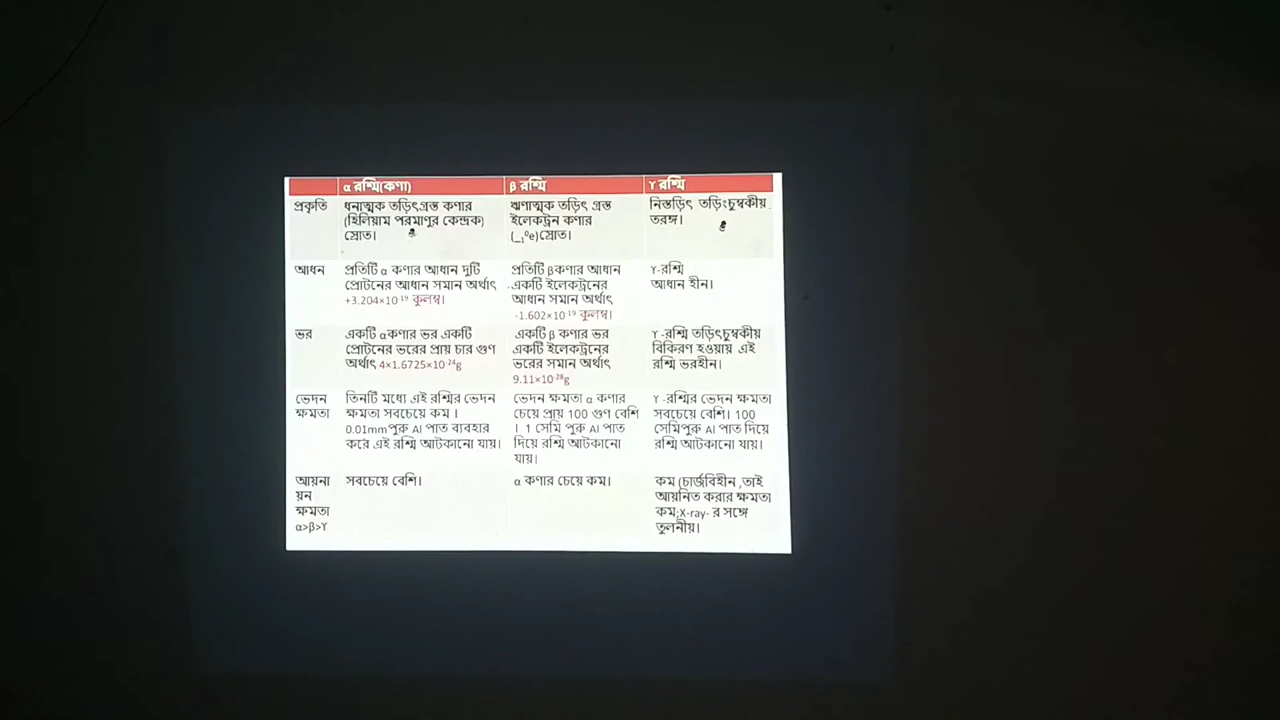 α রশ্মি(কণা)
β রশ্মি
ϒ রশ্মি
প্রকৃতি
ধনাত্মক তড়িৎগ্রস্ত কণার
(হিলিয়াম পরমাণুর কেন্দ্রক)
স্রোত।
ঋণাত্মক তড়িৎ গ্রস্ত
ইলেকট্রন কণার
(₋₁⁰e)স্রোত।
নিস্তড়িৎ তড়িংচুম্বকীয়
তরঙ্গ।
আধন
প্রতিটি α কণার আধান দুটি
প্রোটনের আধান সমান অর্থাৎ
+3.204×10⁻¹⁹ কুলম্ব।
প্রতিটি βকণার আধান
একটি ইলেকট্রনের
আধান সমান অর্থাৎ
-1.602×10⁻¹⁹ কুলম্ব।
ϒ-রশ্মি
আধান হীন।
ভর
একটি αকণার ভর একটি
প্রোটনের ভরের প্রায় চার গুণ
অর্থাৎ 4×1.6725×10⁻²⁴g
একটি β কণার ভর
একটি ইলেকট্রনের
ভরের সমান অর্থাৎ
9.11×10⁻²⁸g
ϒ -রশ্মি তড়িৎচুম্বকীয়
বিকিরণ হওয়ায় এই
রশ্মি ভরহীন।
ভেদন
ক্ষমতা
তিনটি মধ্যে এই রশ্মির ভেদন
ক্ষমতা সবচেয়ে কম ।
0.01mmপুরু Al পাত ব্যবহার
করে এই রশ্মি আটকানো যায়।
ভেদন ক্ষমতা α কণার
চেয়ে প্রায় 100 গুণ বেশি
। 1 সেমি পুরু Al পাত
দিয়ে রশ্মি আটকানো
যায়।
ϒ -রশ্মির ভেদন ক্ষমতা
সবচেয়ে বেশি। 100
সেমিপুরু Al পাত দিয়ে
রশ্মি আটকানো যায়।
আয়না
য়ন
ক্ষমতা
α>β>ϒ
সবচেয়ে বেশি।
α কণার চেয়ে কম।
কম (চার্জবিহীন ,তাই
আয়নিত করার ক্ষমতা
কম;X-ray- র সঙ্গে
তুলনীয়।